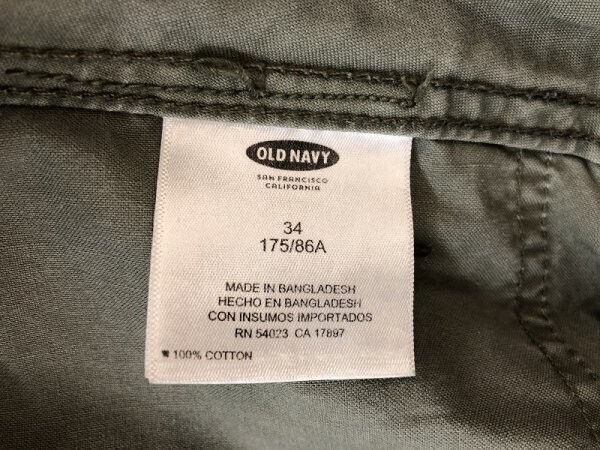 OLD NAVY
SAN FRANCISCO
CALIFORNIA
34
175/86A
MADE IN BANGLADESH
HECHO EN BANGLADESH
CON INSUMOS IMPORTADOS
RN 54023 CA 17897
100% COTTON